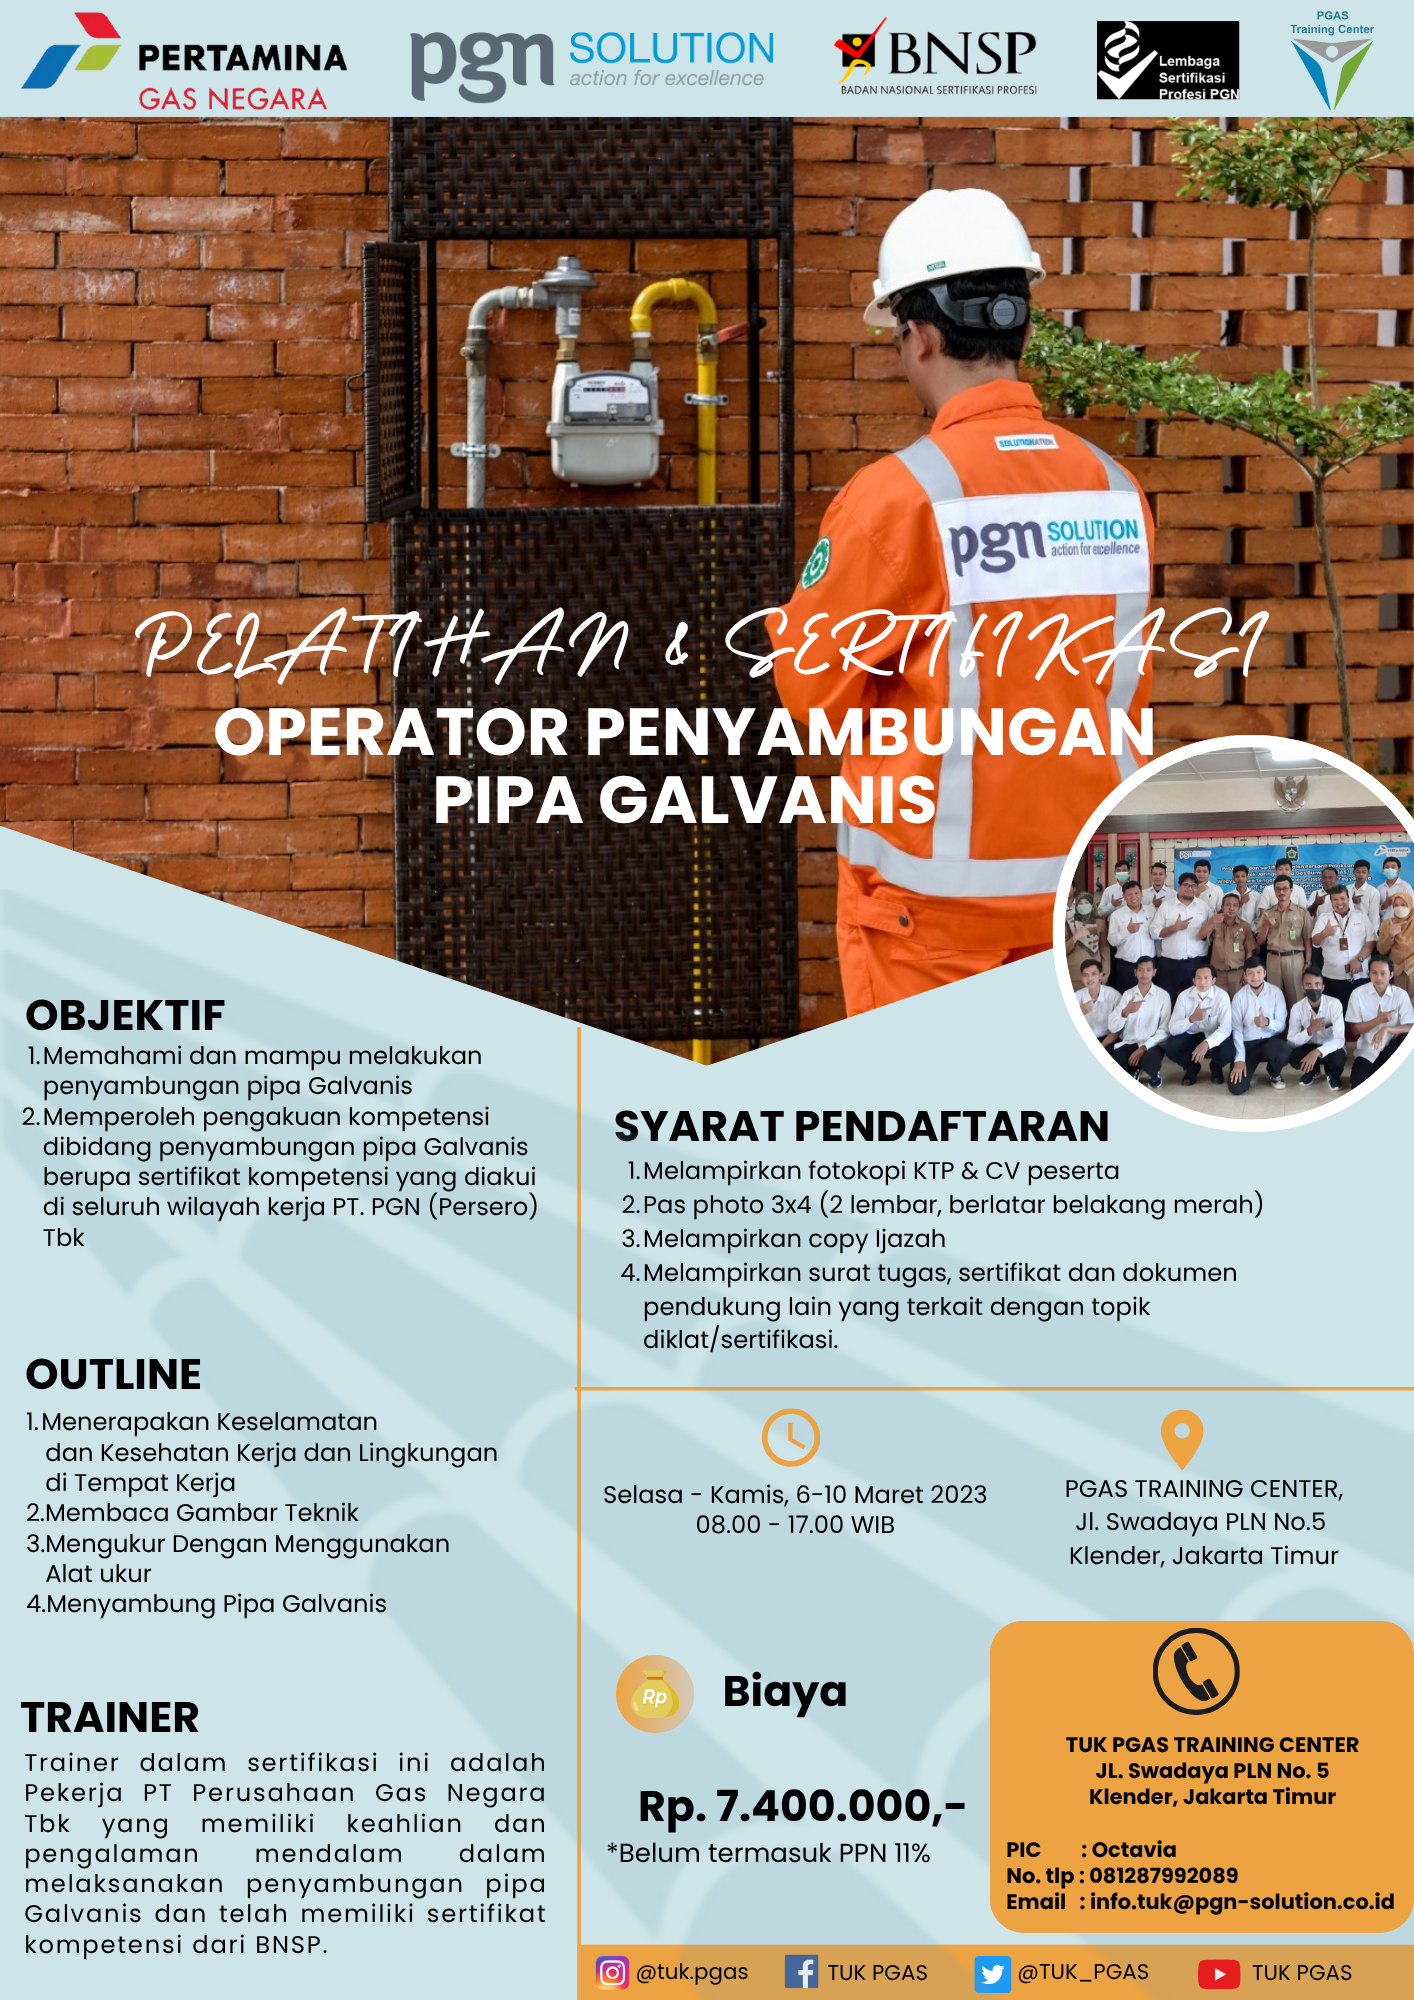 PERTAMINA
GAS NEGARA
pgn SOLUTION
action for excellence
BNSP
BADAN NASIONAL SERTIFIKASI PROFESI
Lembaga
Sertifikasi
Profesi PGN
PGAS
Training Center
SOLUTIONATION
pgn SOLUTION
action for excellence
PELATIHAN & SERTIFIKASI
OPERATOR PENYAMBUNGAN
PIPA GALVANIS
OBJEKTIF
1. Memahami dan mampu melakukan
penyambungan pipa Galvanis
2. Memperoleh pengakuan kompetensi
dibidang penyambungan pipa Galvanis
berupa sertifikat kompetensi yang diakui
di seluruh wilayah kerja PT. PGN (Persero)
Tbk
OUTLINE
1. Menerapakan Keselamatan
dan Kesehatan Kerja dan Lingkungan
di Tempat Kerja
2.Membaca Gambar Teknik
3.Mengukur Dengan Menggunakan
Alat ukur
4.Menyambung Pipa Galvanis
TRAINER
Trainer dalam sertifikasi ini adalah
Pekerja PT Perusahaan Gas Negara
Tbk yang memiliki keahlian dan
pengalaman mendalam dalam
melaksanakan penyambungan pipa
Galvanis dan telah memiliki sertifikat
kompetensi dari BNSP.
SYARAT PENDAFTARAN
1. Melampirkan fotokopi KTP & CV peserta
2. Pas photo 3x4 (2 lembar, berlatar belakang merah)
3. Melampirkan copy Ijazah
4. Melampirkan surat tugas, sertifikat dan dokumen
pendukung lain yang terkait dengan topik
diklat/sertifikasi.
Selasa - Kamis, 6-10 Maret 2023
08.00 - 17.00 WIB
PGAS TRAINING CENTER,
Jl. Swadaya PLN No.5
Klender, Jakarta Timur
Rp
Biaya
Rp. 7.400.000,-
*Belum termasuk PPN 11%
TUK PGAS TRAINING CENTER
JL. Swadaya PLN No. 5
Klender, Jakarta Timur
PIC : Octavia
No. tlp : 081287992089
Email : info.tuk@pgn-solution.co.id
@tuk.pgas
TUK PGAS
@TUK_PGAS
TUK PGAS